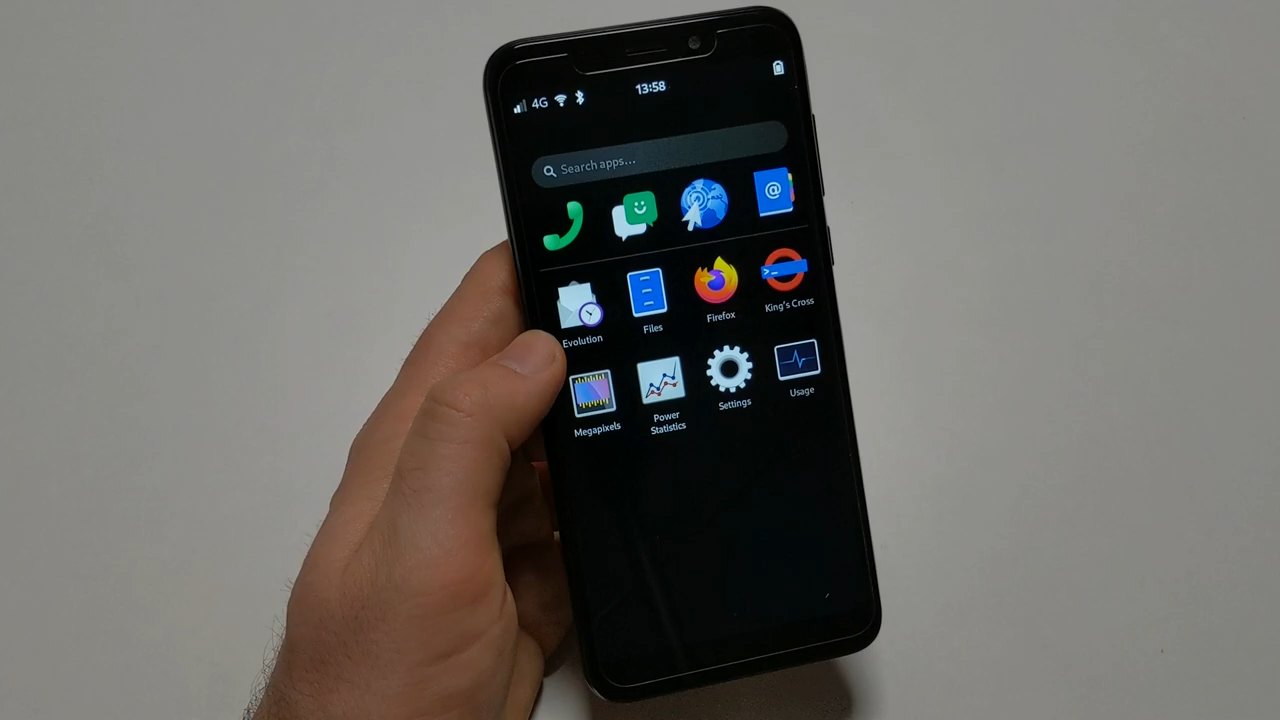 4G
13:58
Search apps...
@
Evolution
Files
Firefox
>_
King's Cross
Megapixels
Power
Statistics
Settings
Usage